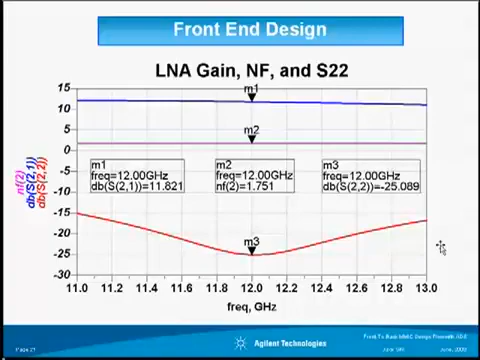 Front End Design
LNA Gain, NF, and S22
15
10
5
0
-5
-10
-15
-20
-25
-30
m1
m2
m3
m1
freq=12.00GHz
db(S(2,1))=11.821
m2
freq=12.00GHz
nf(2)=1.751
m3
freq=12.00GHz
db(S(2,2))=-25.089
nf(2)
db(S(2,1))
db(S(2,2))
11.0 11.2 11.4 11.6 11.8 12.0 12.2 12.4 12.6 12.8 13.0
freq, GHz
Agilent Technologies
Page 21
June, 2009